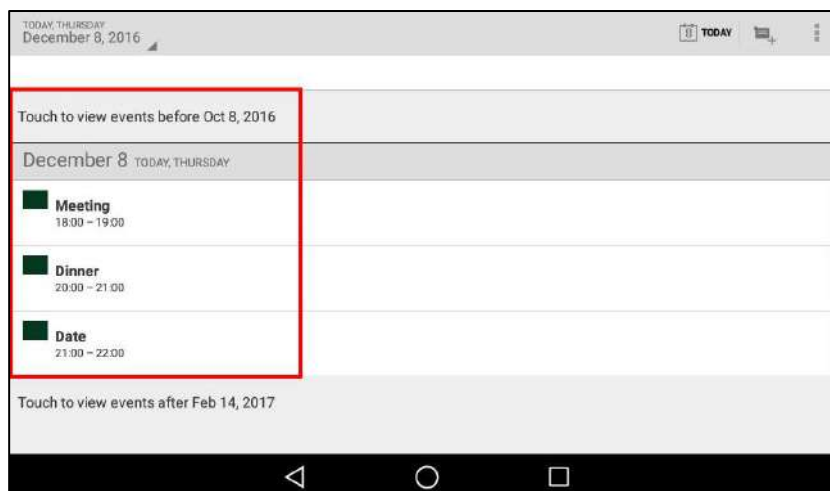 TODAY, THURSDAY
December 8, 2016
8 TODAY
Touch to view events before Oct 8, 2016
December 8 TODAY, THURSDAY
Meeting
18:00 – 19:00
Dinner
20:00 – 21:00
Date
21:00 – 22:00
Touch to view events after Feb 14, 2017